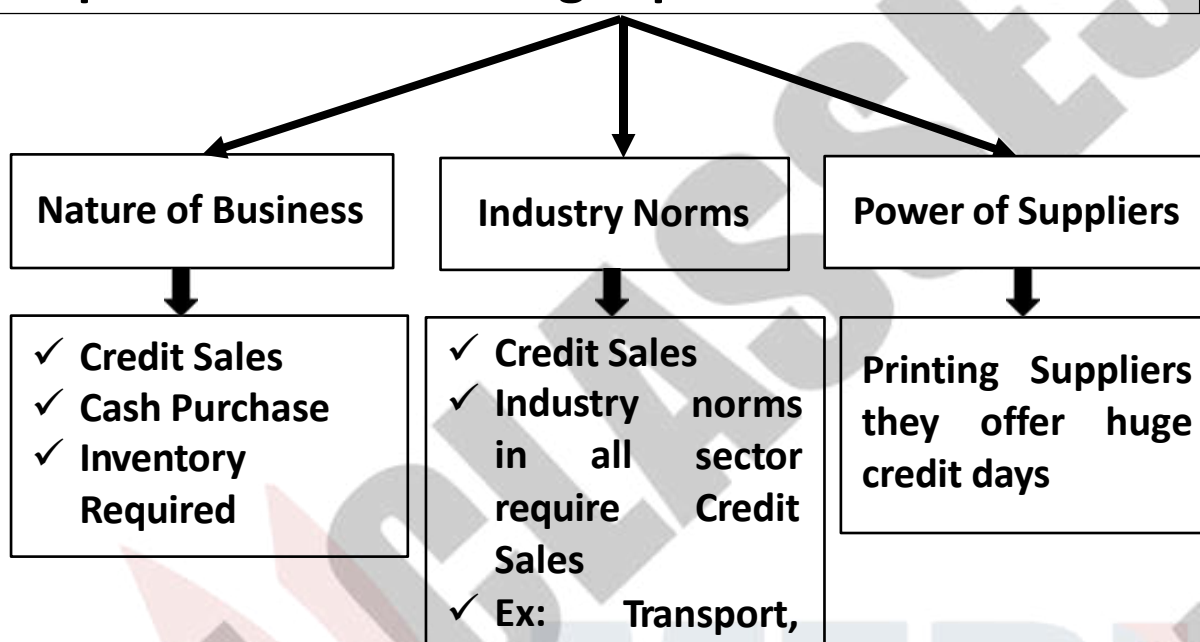 Nature of Business
Credit Sales
Cash Purchase
Inventory
Required
Industry Norms
Credit Sales
Industry norms
in all sector
require Credit
Sales
Ex: Transport,
Power of Suppliers
Printing Suppliers
they offer huge
credit days
CLASSES